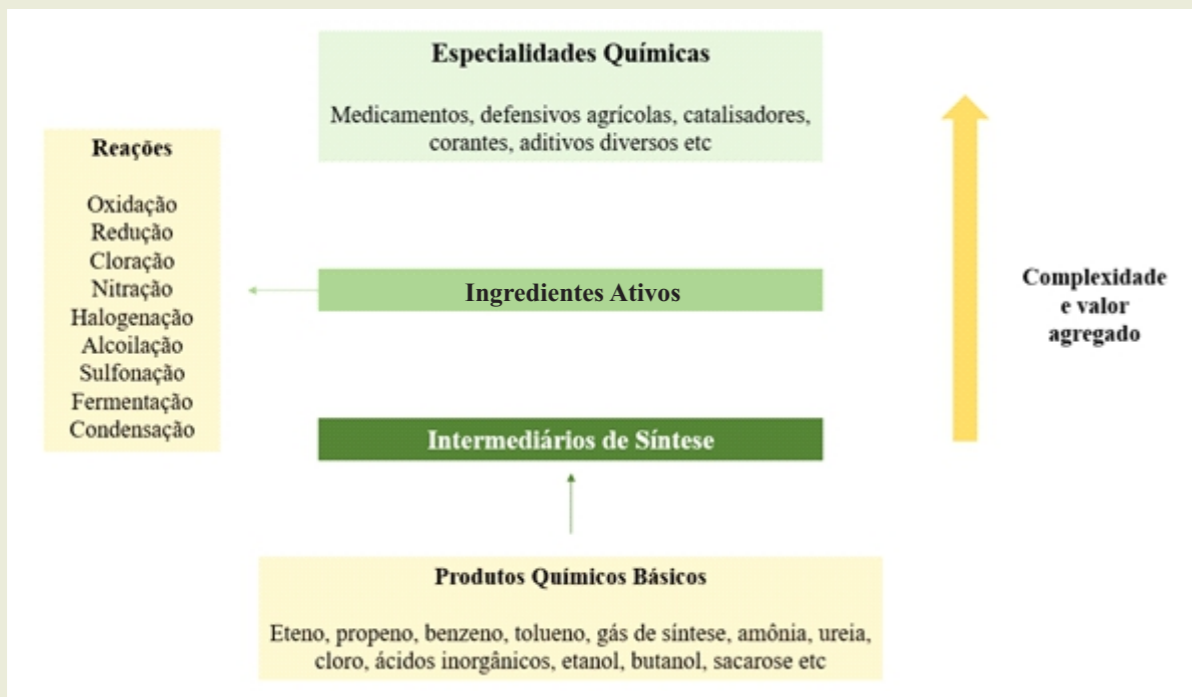 Especialidades Químicas
Medicamentos, defensivos agrícolas, catalisadores,
corantes, aditivos diversos etc
Reações
Oxidação
Redução
Cloração
Nitração
Halogenação
Alcoilação
Sulfonação
Fermentação
Condensação
Ingredientes Ativos
Complexidade
e valor
agregado
Intermediários de Síntese
Produtos Químicos Básicos
Eteno, propeno, benzeno, tolueno, gás de síntese, amônia, ureia,
cloro, ácidos inorgânicos, etanol, butanol, sacarose etc